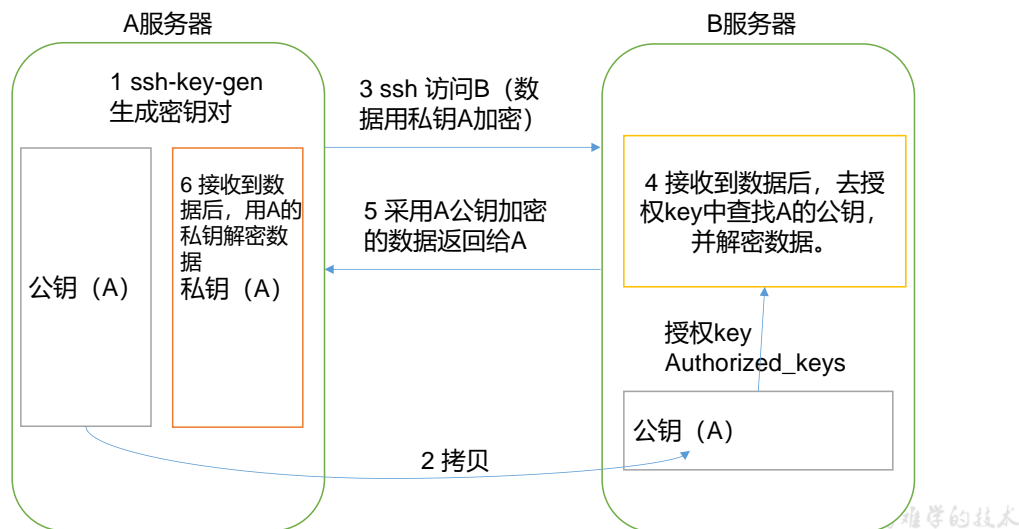 A服务器
B服务器
1 ssh-key-gen
生成密钥对
3 ssh 访问B（数
据用私钥A加密）
6 接收到数
据后，用A的
私钥解密数
据
私钥（A）
公钥（A）
5 采用A公钥加密
的数据返回给A
4 接收到数据后，去授
权key中查找A的公钥，
并解密数据。
授权key
Authorized_keys
公钥（A）
2 拷贝
难学的技术